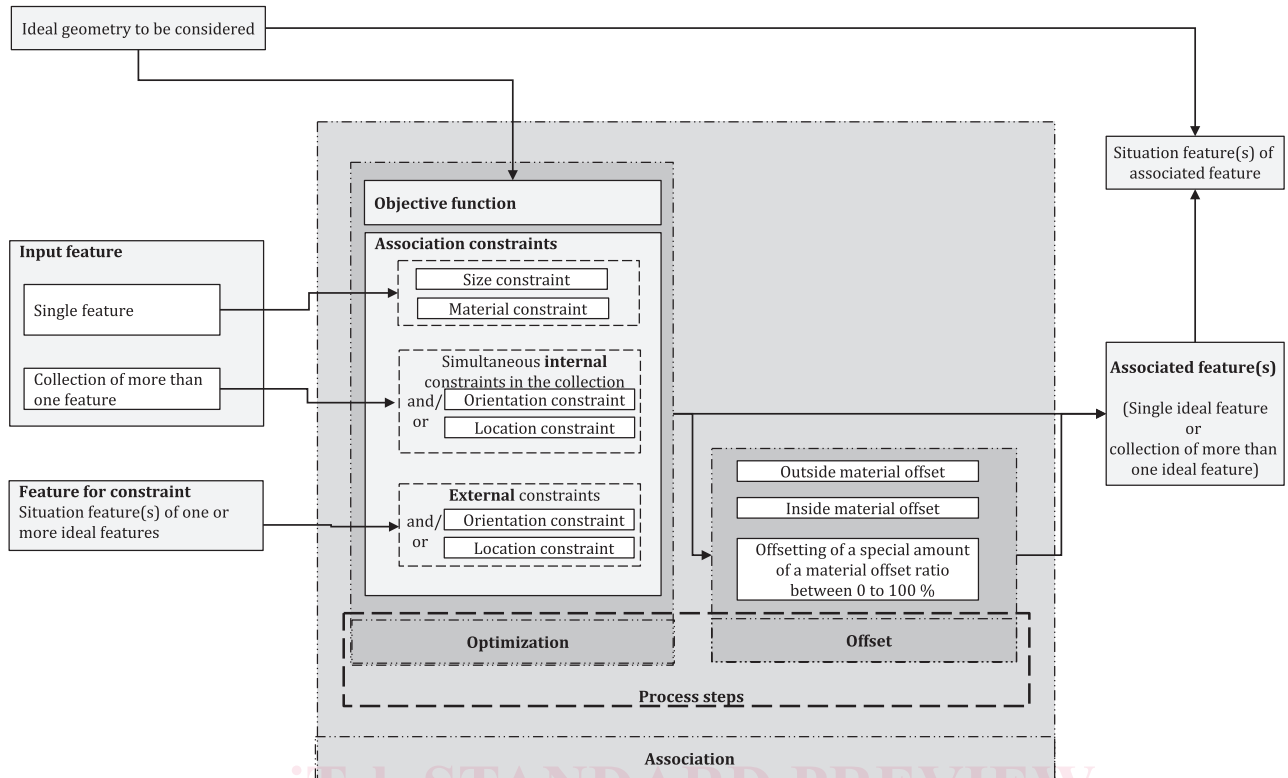 Ideal geometry to be considered
Situation feature(s) of
associated feature
Objective function
Association constraints
Size constraint
Material constraint
Input feature
Single feature
Collection of more than
one feature
Simultaneous internal
constraints in the collection
and/
or
Orientation constraint
Location constraint
Feature for constraint
Situation feature(s) of one or
more ideal features
External constraints
and/
or
Orientation constraint
Location constraint
Associated feature(s)
(Single ideal feature
or
collection of more than
one ideal feature)
Outside material offset
Inside material offset
Offsetting of a special amount
of a material offset ratio
between 0 to 100 %
Optimization
Offset
Process steps
Association
iTeh STANDARD PREVIEW